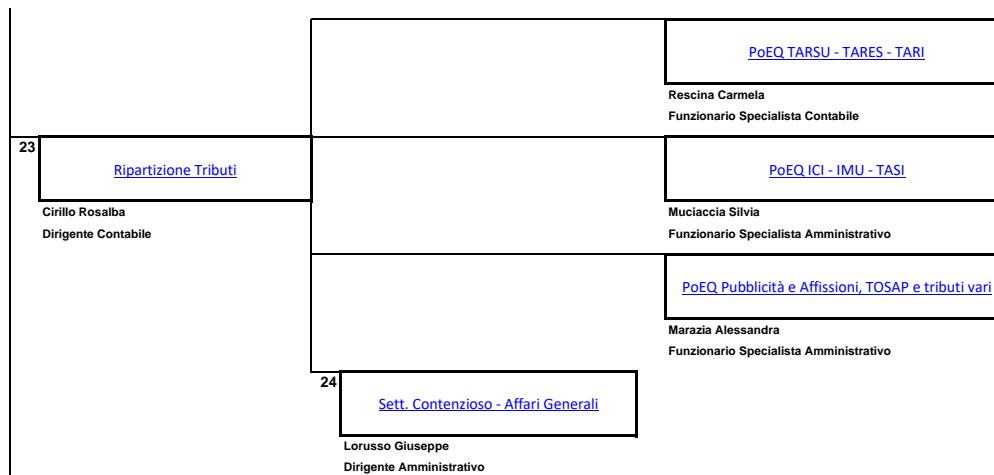 PoEQ TARSU - TARES - TARI
Rescina Carmela
Funzionario Specialista Contabile
23
Ripartizione Tributi
Cirillo Rosalba
Dirigente Contabile
PoEQ ICI - IMU - TASI
Muciaccia Silvia
Funzionario Specialista Amministrativo
PoEQ Pubblicità e Affissioni, TOSAP e tributi vari
Marazia Alessandra
Funzionario Specialista Amministrativo
24
Sett. Contenzioso - Affari Generali
Lorusso Giuseppe
Dirigente Amministrativo